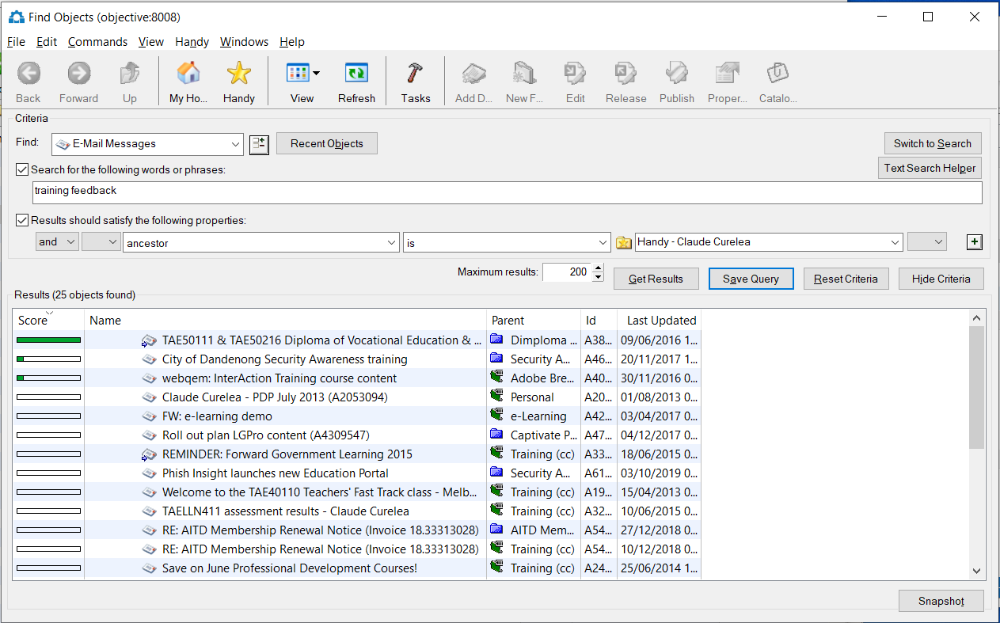 Find Objects (objective:8008)
File Edit Commands View Handy Windows Help
Back Forward Up My Ho... Handy View Refresh Tasks Add D... New F... Edit Release Publish Proper... Catalo...
Criteria
Find: E-Mail Messages Recent Objects Switch to Search
Search for the following words or phrases: Text Search Helper
training feedback
Results should satisfy the following properties:
and ancestor is Handy - Claude Curelea
Maximum results: 200 Get Results Save Query Reset Criteria Hide Criteria
Results (25 objects found)
Score Name Parent Id Last Updated
TAE50111 & TAE50216 Diploma of Vocational Education & ... Dimploma ... A38... 09/06/2016 1...
City of Dandenong Security Awareness training Security A... A46... 20/11/2017 1...
webqem: InterAction Training course content Adobe Bre... A40... 30/11/2016 0...
Claude Curelea - PDP July 2013 (A2053094) Personal A20... 01/08/2013 0...
FW: e-learning demo e-Learning A42... 03/04/2017 0...
Roll out plan LGPro content (A4309547) Captivate P... A47... 04/12/2017 0...
REMINDER: Forward Government Learning 2015 Training (cc) A33... 18/06/2015 0...
Phish Insight launches new Education Portal Security A... A61... 03/10/2019 0...
Welcome to the TAE40110 Teachers' Fast Track class - Melb... Training (cc) A19... 15/04/2013 0...
TAELLN411 assessment results - Claude Curelea Training (cc) A32... 10/06/2015 0...
RE: AITD Membership Renewal Notice (Invoice 18.33313028) AITD Mem... A54... 27/12/2018 0...
RE: AITD Membership Renewal Notice (Invoice 18.33313028) Training (cc) A54... 10/12/2018 0...
Save on June Professional Development Courses! Training (cc) A24... 25/06/2014 1...
Snapshot